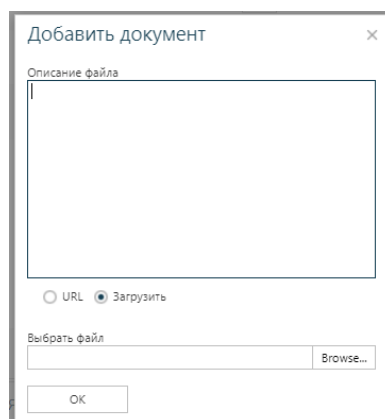 Добавить документ
Описание файла
URL Загрузить
Выбрать файл
Browse...
OK